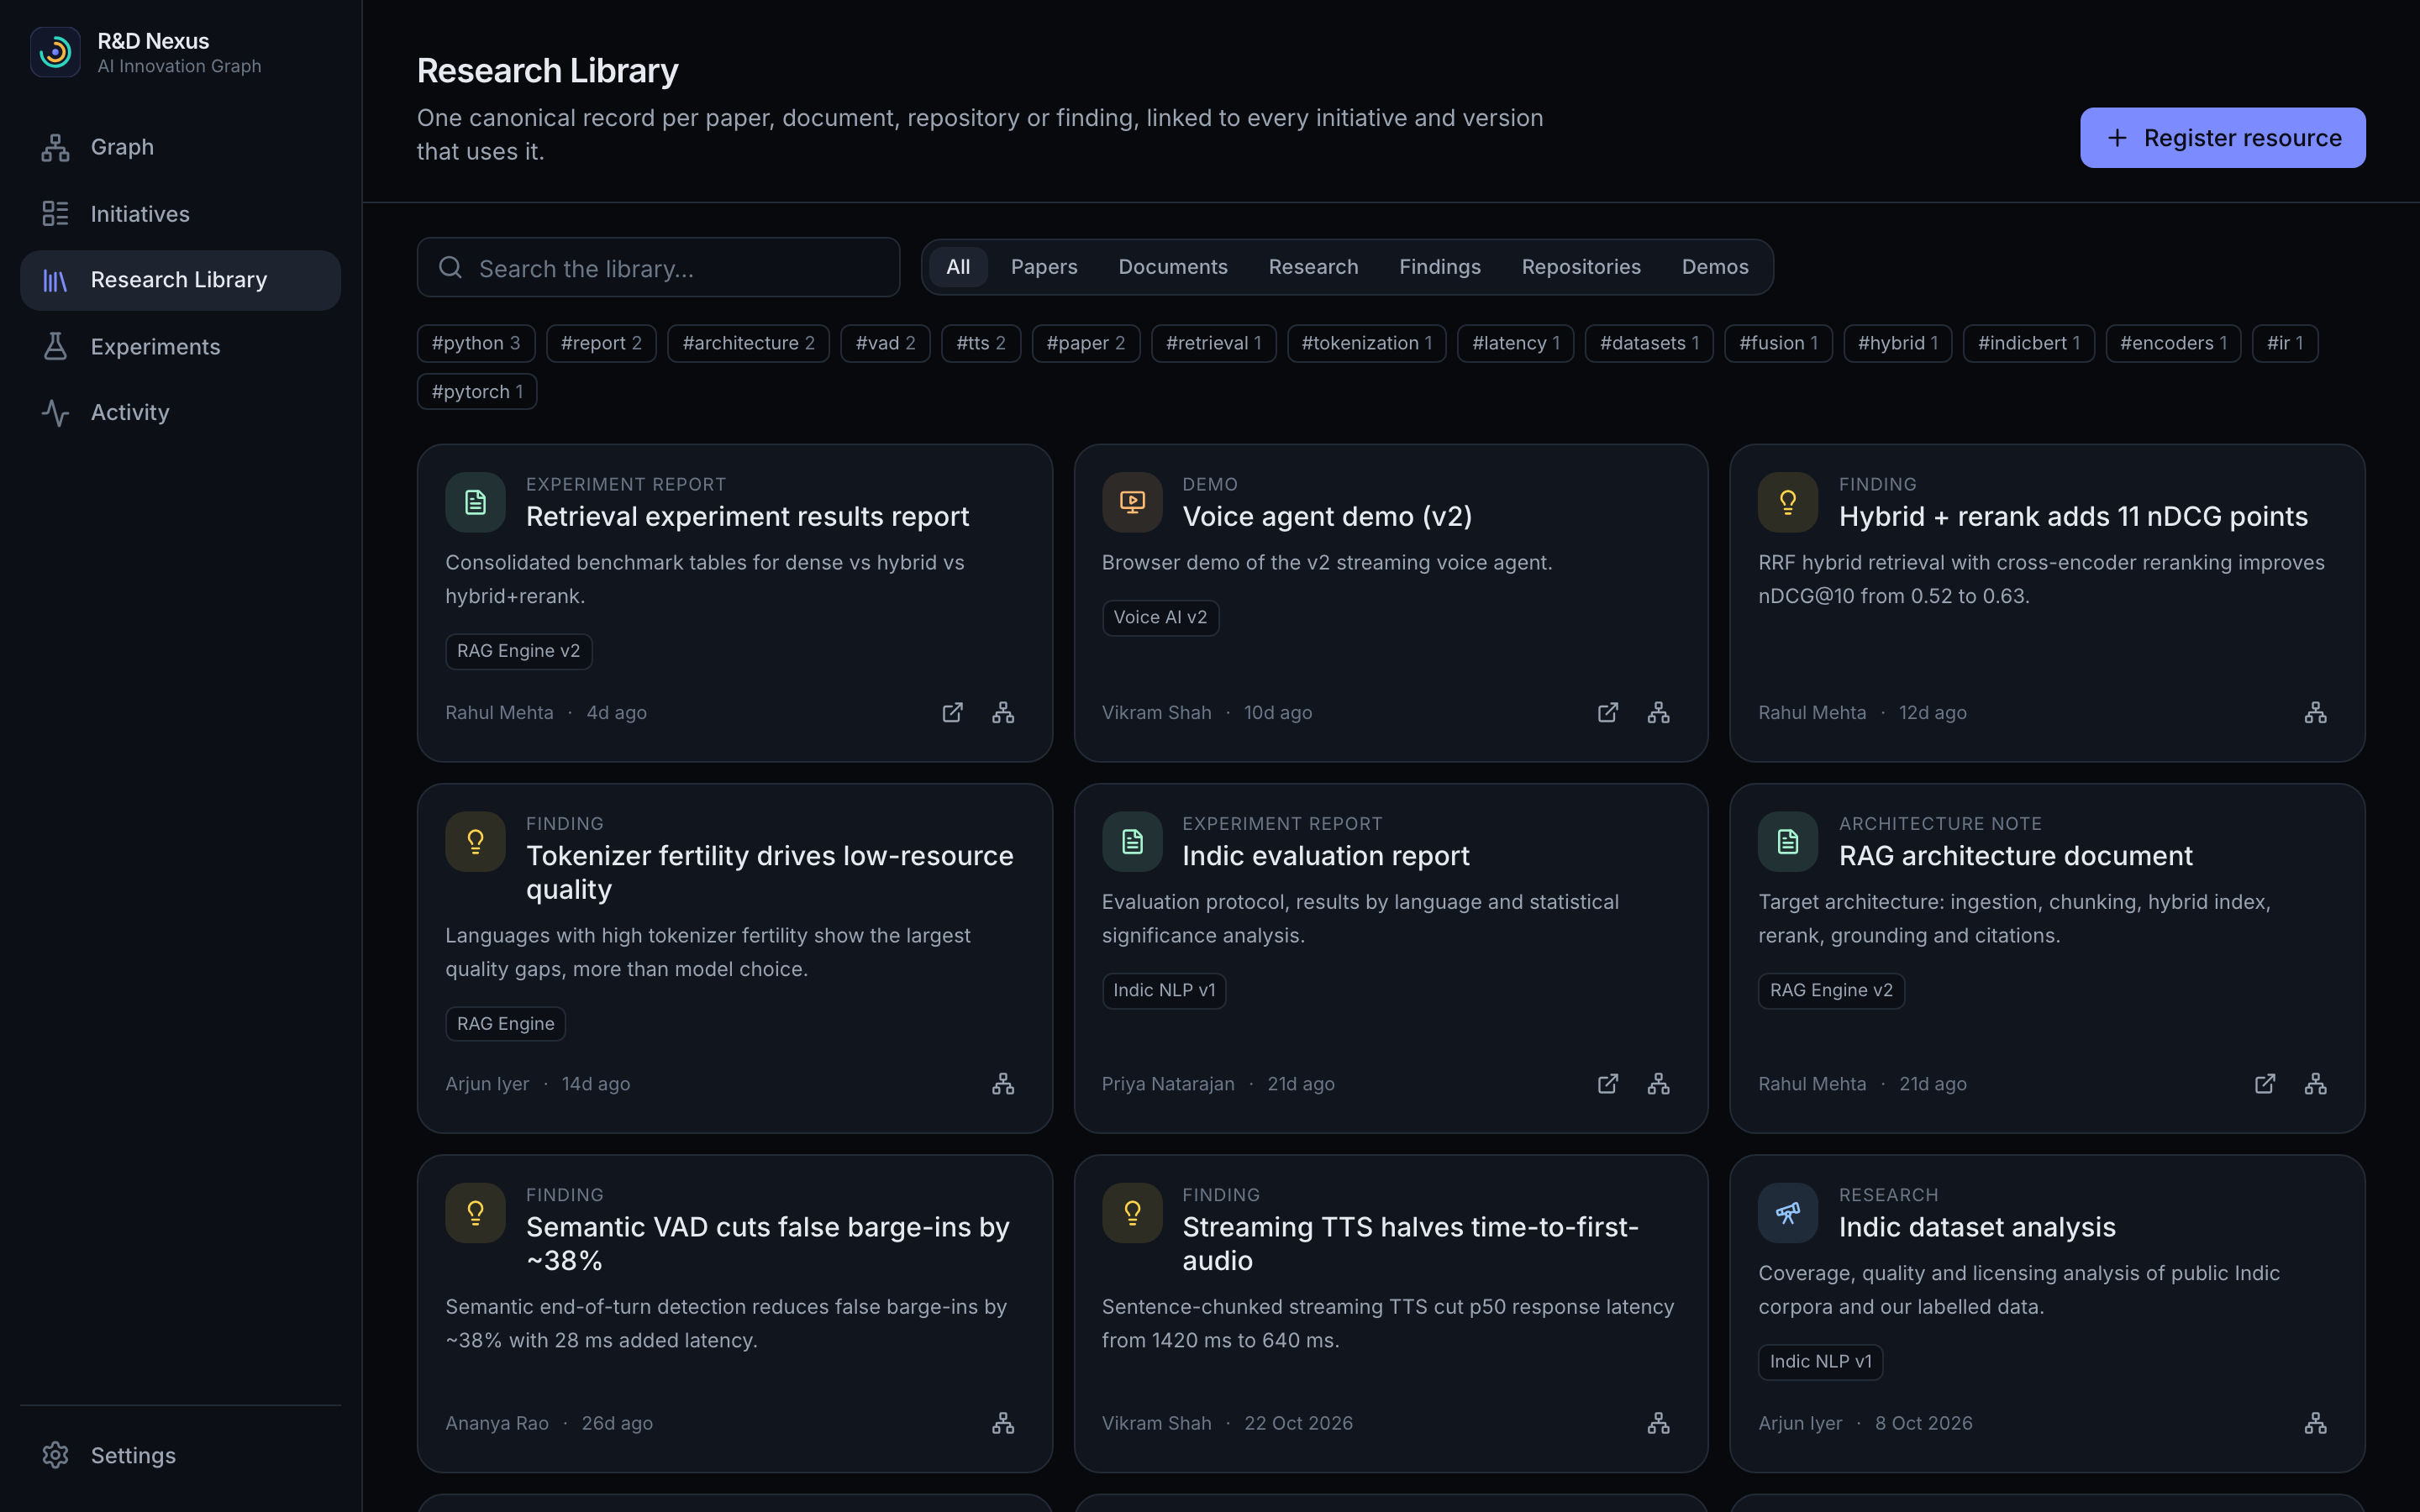 R&D Nexus
AI Innovation Graph
Graph
Initiatives
Research Library
Experiments
Activity
Settings
Research Library
One canonical record per paper, document, repository or finding, linked to every initiative and version
that uses it.
+ Register resource
Search the library...
All Papers Documents Research Findings Repositories Demos
#python 3 #report 2 #architecture 2 #vad 2 #tts 2 #paper 2 #retrieval 1 #tokenization 1 #latency 1 #datasets 1 #fusion 1 #hybrid 1 #indicbert 1 #encoders 1 #ir 1
#pytorch 1
EXPERIMENT REPORT
Retrieval experiment results report
Consolidated benchmark tables for dense vs hybrid vs
hybrid+rerank.
RAG Engine v2
Rahul Mehta · 4d ago
DEMO
Voice agent demo (v2)
Browser demo of the v2 streaming voice agent.
Voice AI v2
Vikram Shah · 10d ago
FINDING
Hybrid + rerank adds 11 nDCG points
RRF hybrid retrieval with cross-encoder reranking improves
nDCG@10 from 0.52 to 0.63.
Rahul Mehta · 12d ago
FINDING
Tokenizer fertility drives low-resource
quality
Languages with high tokenizer fertility show the largest
quality gaps, more than model choice.
RAG Engine
Arjun Iyer · 14d ago
EXPERIMENT REPORT
Indic evaluation report
Evaluation protocol, results by language and statistical
significance analysis.
Indic NLP v1
Priya Natarajan · 21d ago
ARCHITECTURE NOTE
RAG architecture document
Target architecture: ingestion, chunking, hybrid index,
rerank, grounding and citations.
RAG Engine v2
Rahul Mehta · 21d ago
FINDING
Semantic VAD cuts false barge-ins by
~38%
Semantic end-of-turn detection reduces false barge-ins by
~38% with 28 ms added latency.
Ananya Rao · 26d ago
FINDING
Streaming TTS halves time-to-first-
audio
Sentence-chunked streaming TTS cut p50 response latency
from 1420 ms to 640 ms.
Vikram Shah · 22 Oct 2026
RESEARCH
Indic dataset analysis
Coverage, quality and licensing analysis of public Indic
corpora and our labelled data.
Indic NLP v1
Arjun Iyer · 8 Oct 2026